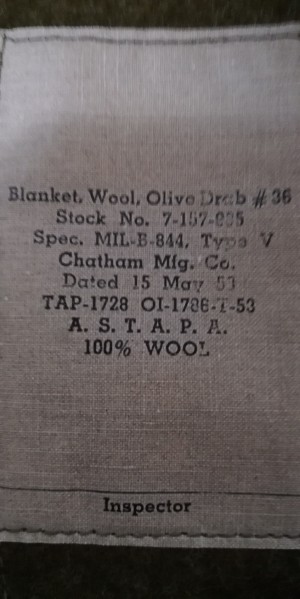 Blanket, Wool, Olive Drab # 36
Stock No. 7-157-835
Spec. MIL-B-844, Type V
Chatham Mfg. Co.
Dated 15 May 53
TAP-1728 OI-1786-T-53
A. S. T. A. P. A.
100% WOOL
Inspector